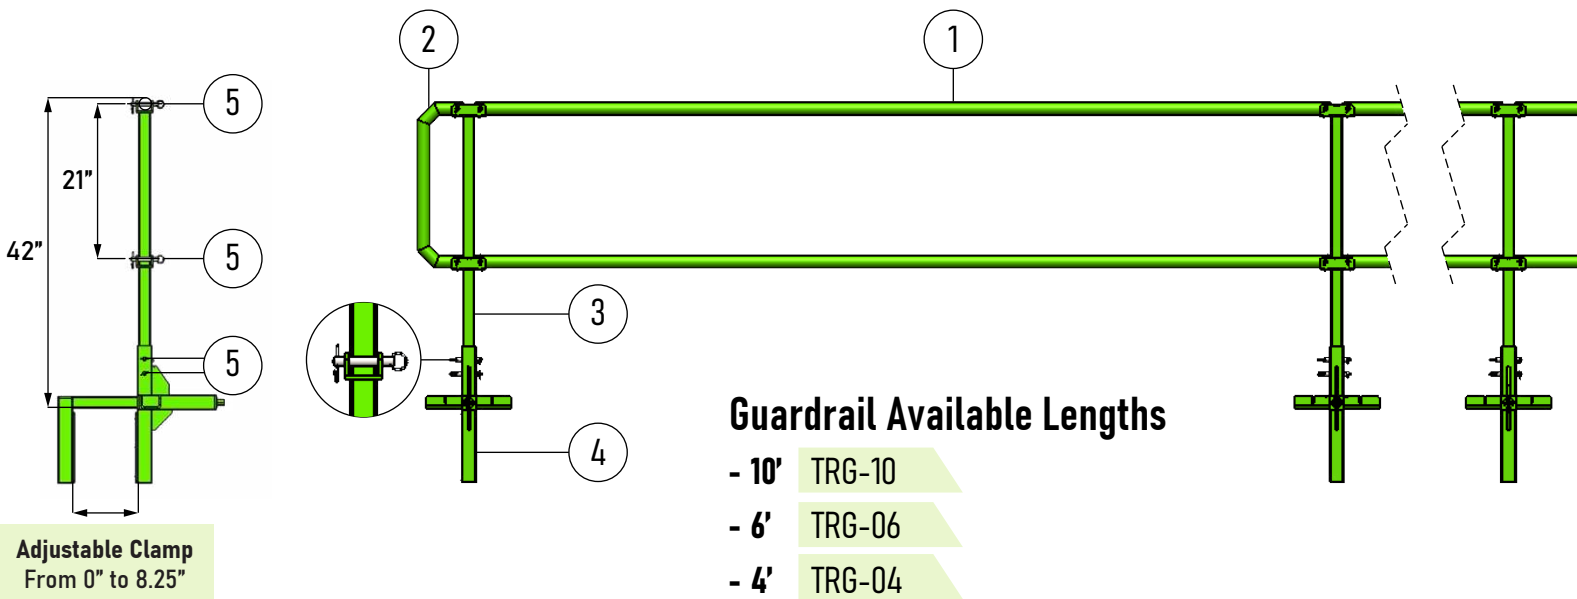 2
1
5
21”
42”
5
3
5
4
Adjustable Clamp
From 0” to 8.25”
Guardrail Available Lengths
- 10’ TRG-10
- 6’ TRG-06
- 4’ TRG-04